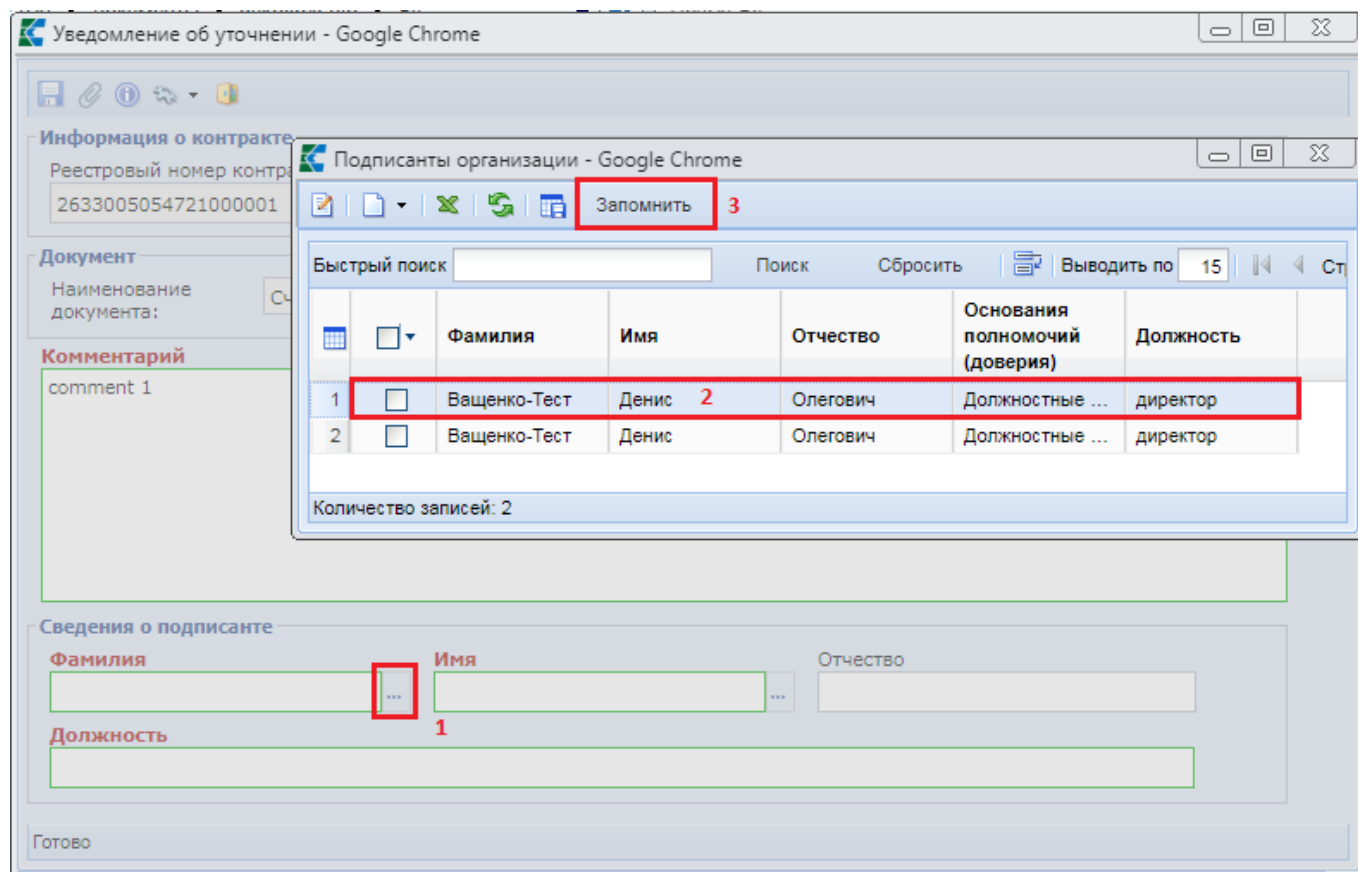 Уведомление об уточнении - Google Chrome
Информация о контракте
Реестровый номер контра
2633005054721000001
Подписанты организации - Google Chrome
Запомнить 3
Быстрый поиск Поиск Сбросить Выводить по 15 Ст
Фамилия Имя Отчество Основания полномочий (доверия) Должность
1 Ващенко-Тест Денис 2 Олегович Должностные ... директор
2 Ващенко-Тест Денис Олегович Должностные ... директор
Количество записей: 2
Документ
Наименование
документа:
Сч
Комментарий
comment 1
Сведения о подписанте
Фамилия Имя Отчество
... ...
1
Должность
Готово